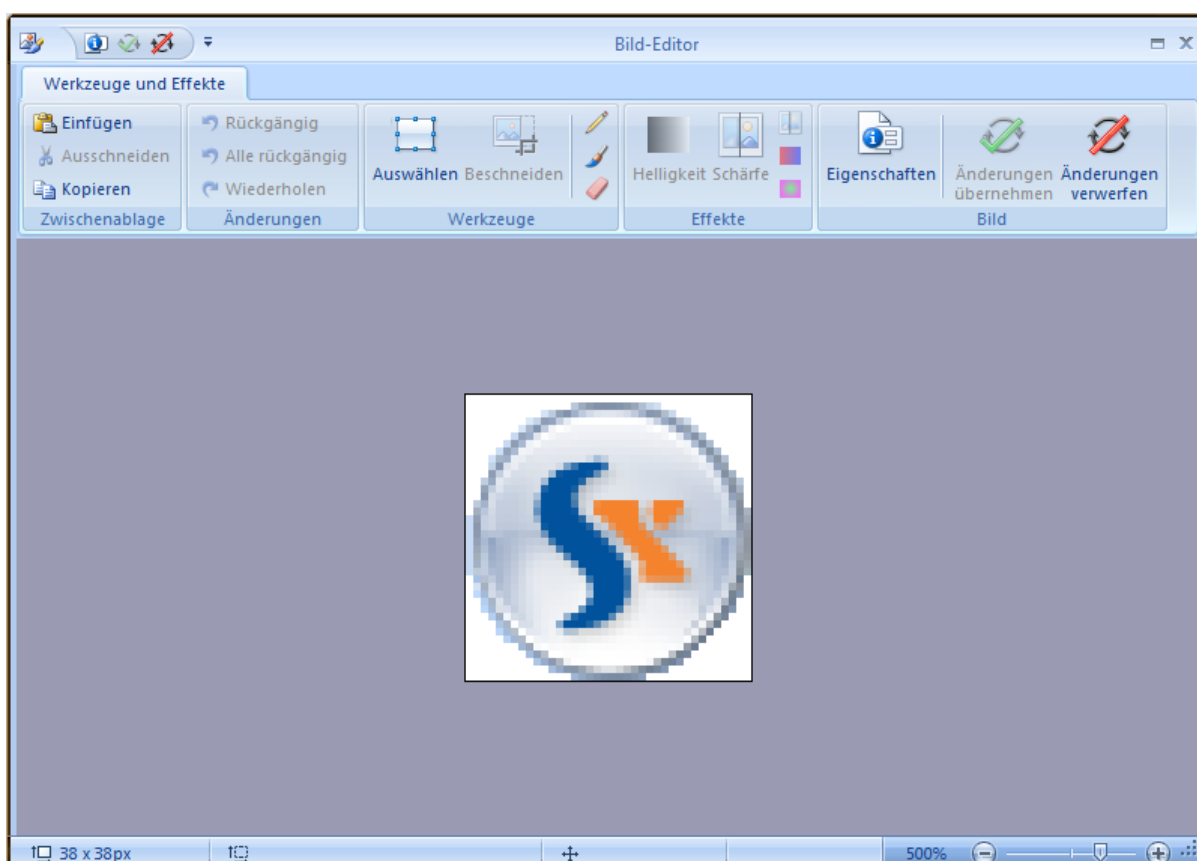 Bild-Editor
Werkzeuge und Effekte
Einfügen
Ausschneiden
Kopieren
Zwischenablage
Rückgängig
Alle rückgängig
Wiederholen
Änderungen
Auswählen Beschneiden
Werkzeuge
Helligkeit Schärfe
Effekte
Eigenschaften
Änderungen übernehmen
Änderungen verwerfen
Bild
38 x 38px
500%